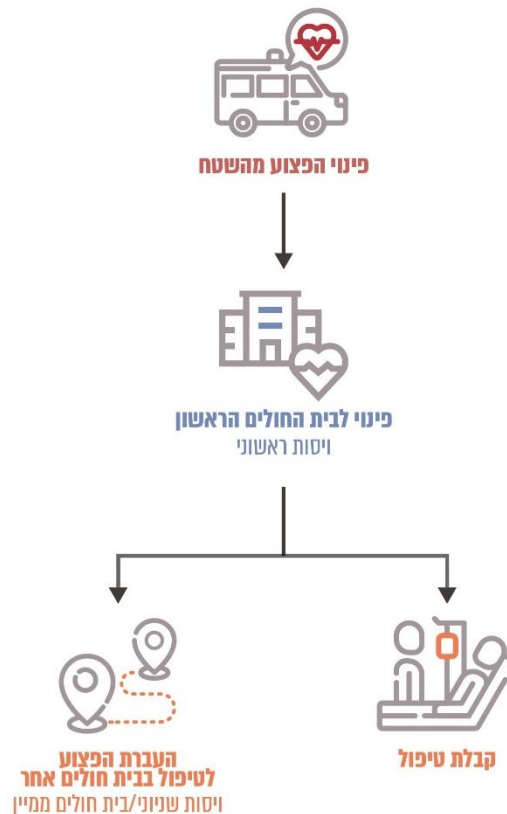 פינוי הפצוע מהשטח
פינוי לבית החולים הראשון
ויסות ראשוני
קבלת טיפול
העברת הפצוע
לטיפול בבית חולים אחר
ויסות שניוני/בית חולים ממיין